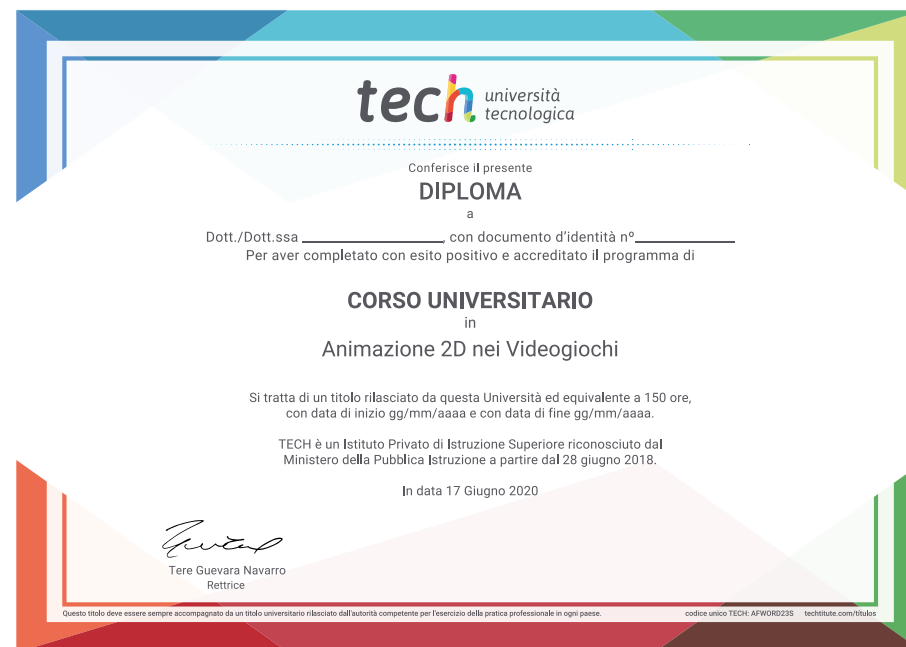 tech università
tecnologica
Conferisce il presente
DIPLOMA
a
Dott./Dott.ssa ____________________, con documento d'identità nº______________
Per aver completato con esito positivo e accreditato il programma di
CORSO UNIVERSITARIO
in
Animazione 2D nei Videogiochi
Si tratta di un titolo rilasciato da questa Università ed equivalente a 150 ore,
con data di inizio gg/mm/aaaa e con data di fine gg/mm/aaaa.
TECH è un Istituto Privato di Istruzione Superiore riconosciuto dal
Ministero della Pubblica Istruzione a partire dal 28 giugno 2018.
In data 17 Giugno 2020
Tere Guevara Navarro
Rettrice
Questo titolo deve essere sempre accompagnato da un titolo universitario rilasciato dall'autorità competente per l'esercizio della pratica professionale in ogni paese. codice unico TECH: AFWORD23S techtitute.com/títulos